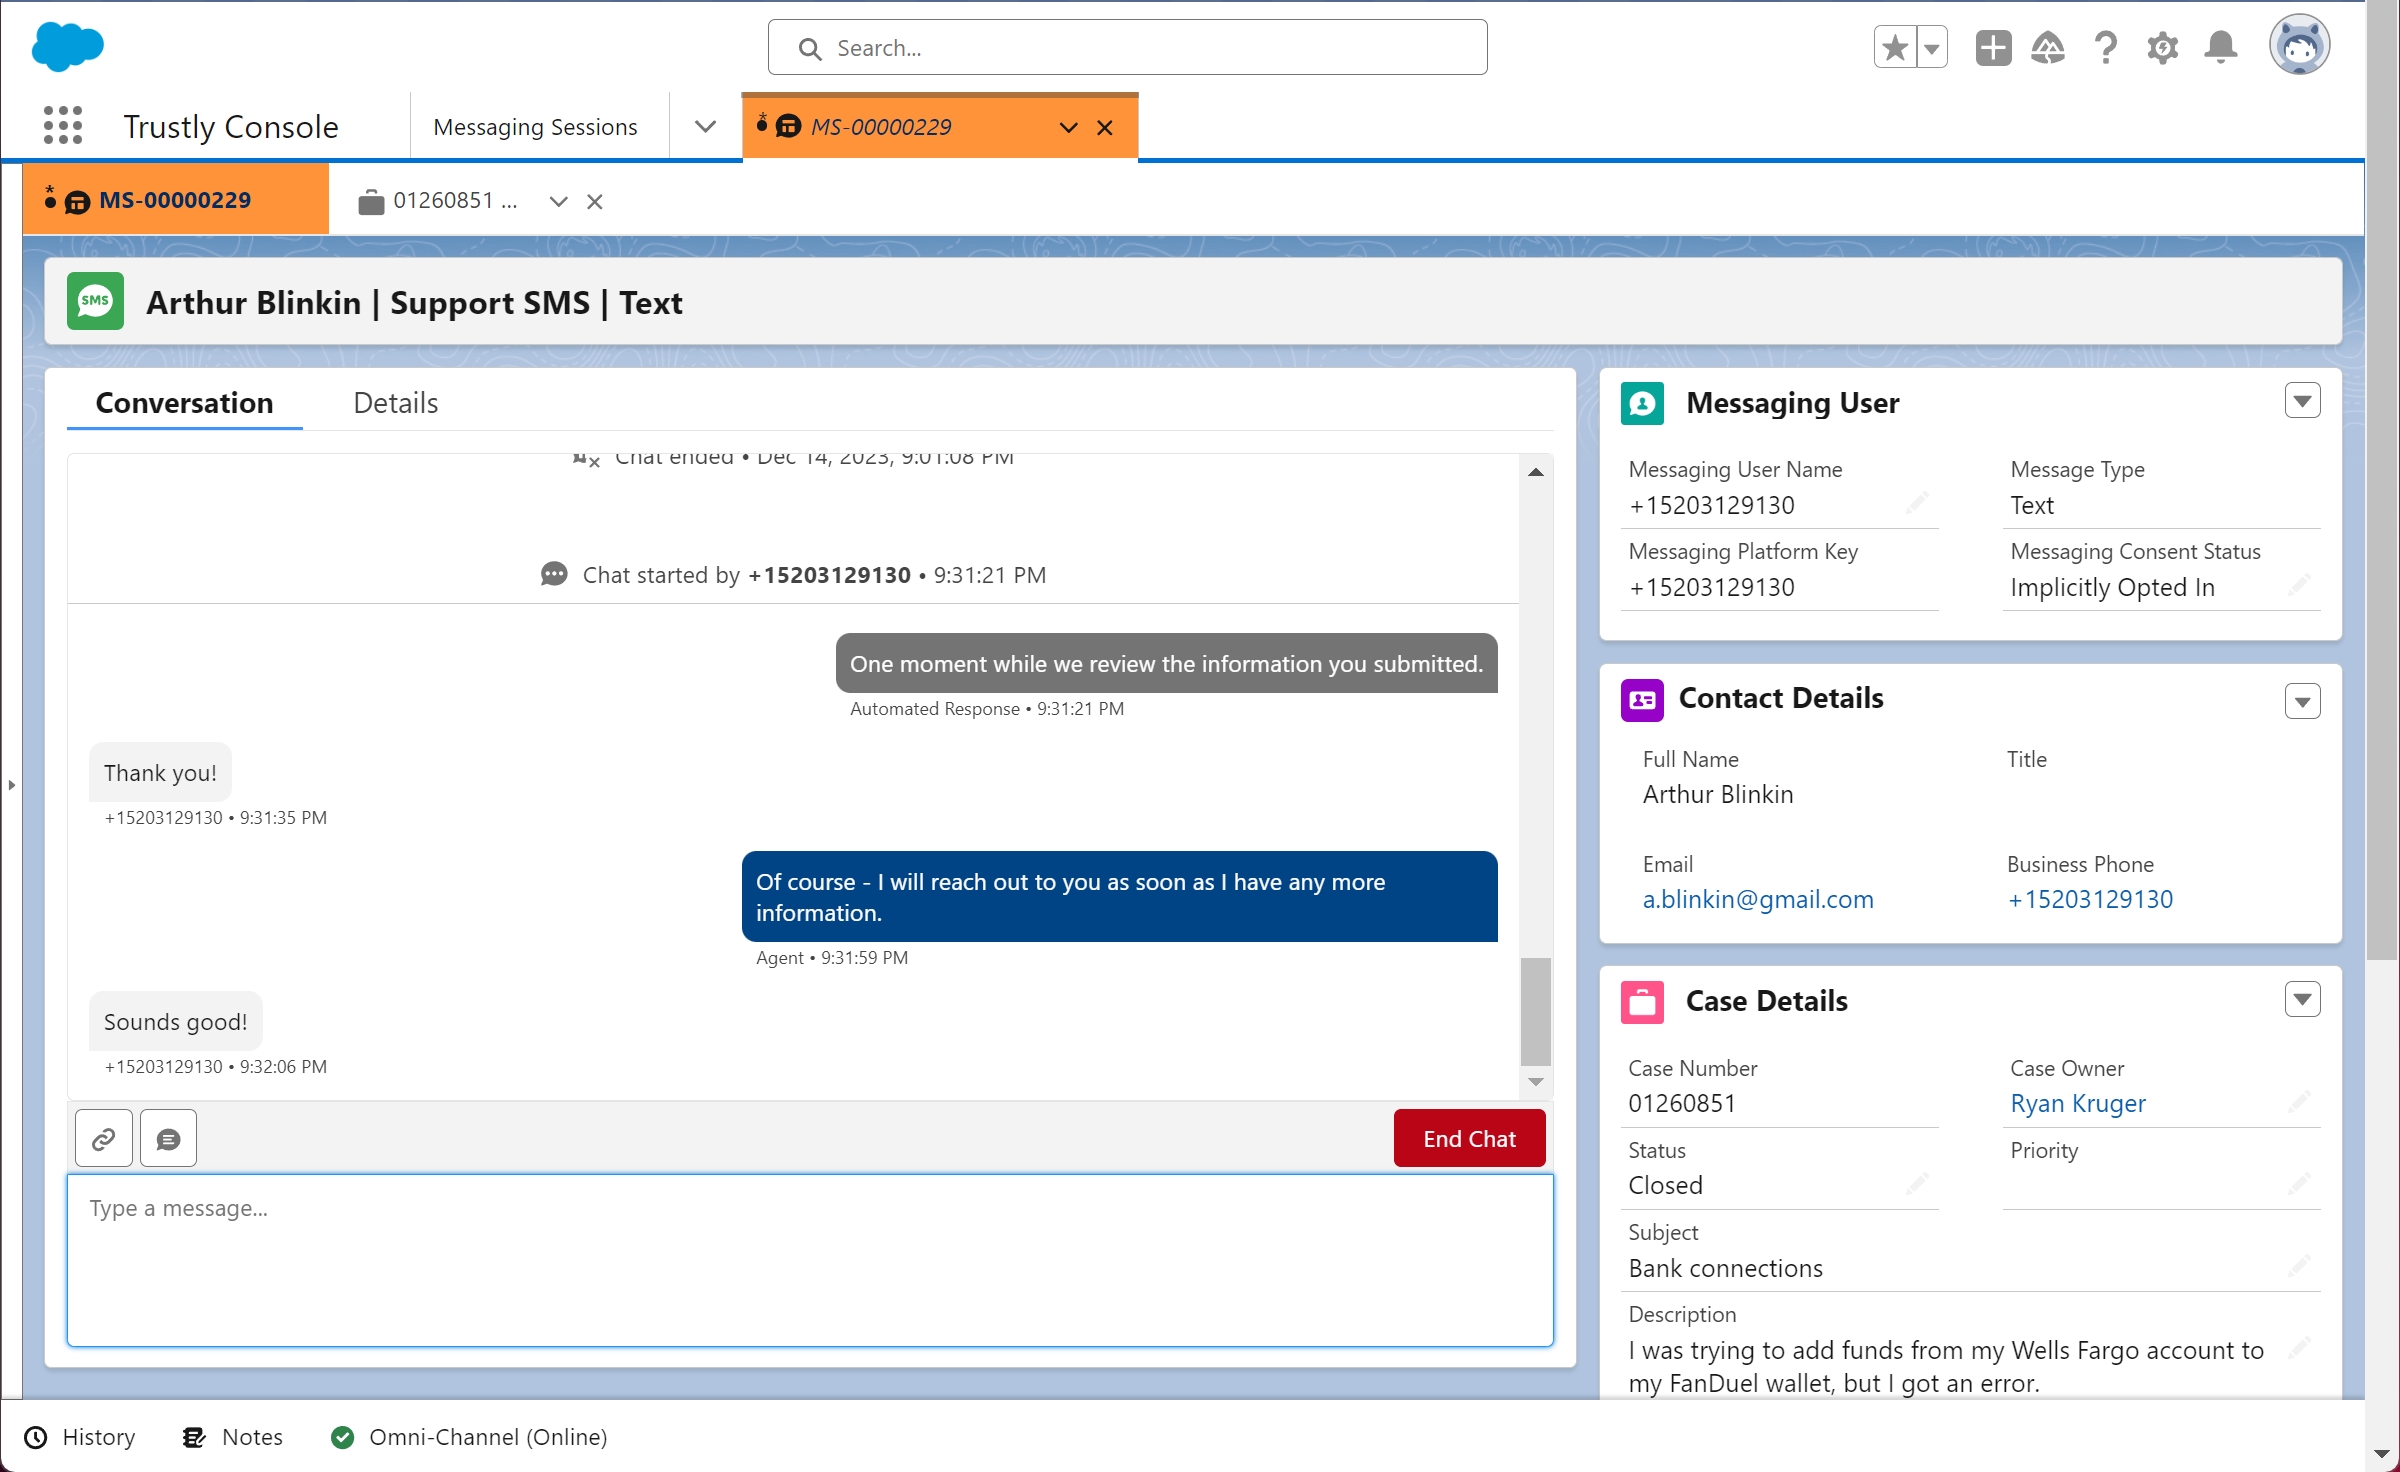 Search...
Trustly Console
Messaging Sessions
* MS-00000229
* MS-00000229
01260851 ...
SMS
Arthur Blinkin | Support SMS | Text
Conversation
Details
Chat ended • Dec 14, 2023, 9:01:08 PM
Chat started by +15203129130 • 9:31:21 PM
One moment while we review the information you submitted.
Automated Response • 9:31:21 PM
Thank you!
+15203129130 • 9:31:35 PM
Of course - I will reach out to you as soon as I have any more
information.
Agent • 9:31:59 PM
Sounds good!
+15203129130 • 9:32:06 PM
End Chat
Type a message...
Messaging User
Messaging User Name
+15203129130
Message Type
Text
Messaging Platform Key
+15203129130
Messaging Consent Status
Implicitly Opted In
Contact Details
Full Name
Arthur Blinkin
Title
Email
a.blinkin@gmail.com
Business Phone
+15203129130
Case Details
Case Number
01260851
Case Owner
Ryan Kruger
Status
Closed
Priority
Subject
Bank connections
Description
I was trying to add funds from my Wells Fargo account to
my FanDuel wallet, but I got an error.
History
Notes
Omni-Channel (Online)